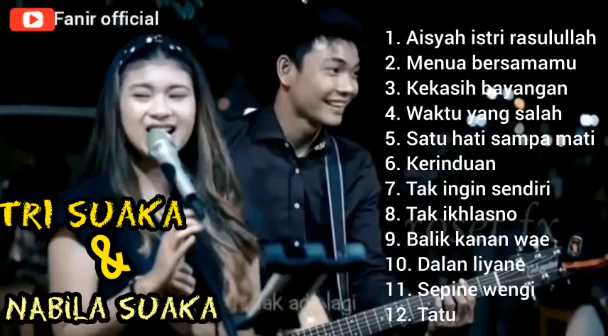 Fanir official
1. Aisyah istri rasulullah
2. Menua bersamamu
3. Kekasih bayangan
4. Waktu yang salah
5. Satu hati sampa mati
6. Kerinduan
7. Tak ingin sendiri
8. Tak ikhlasno
9. Balik kanan wae
10. Dalan liyane
11. Sepine wengi
12. Tatu
TRI SUAKA
&
NABILA SUAKA